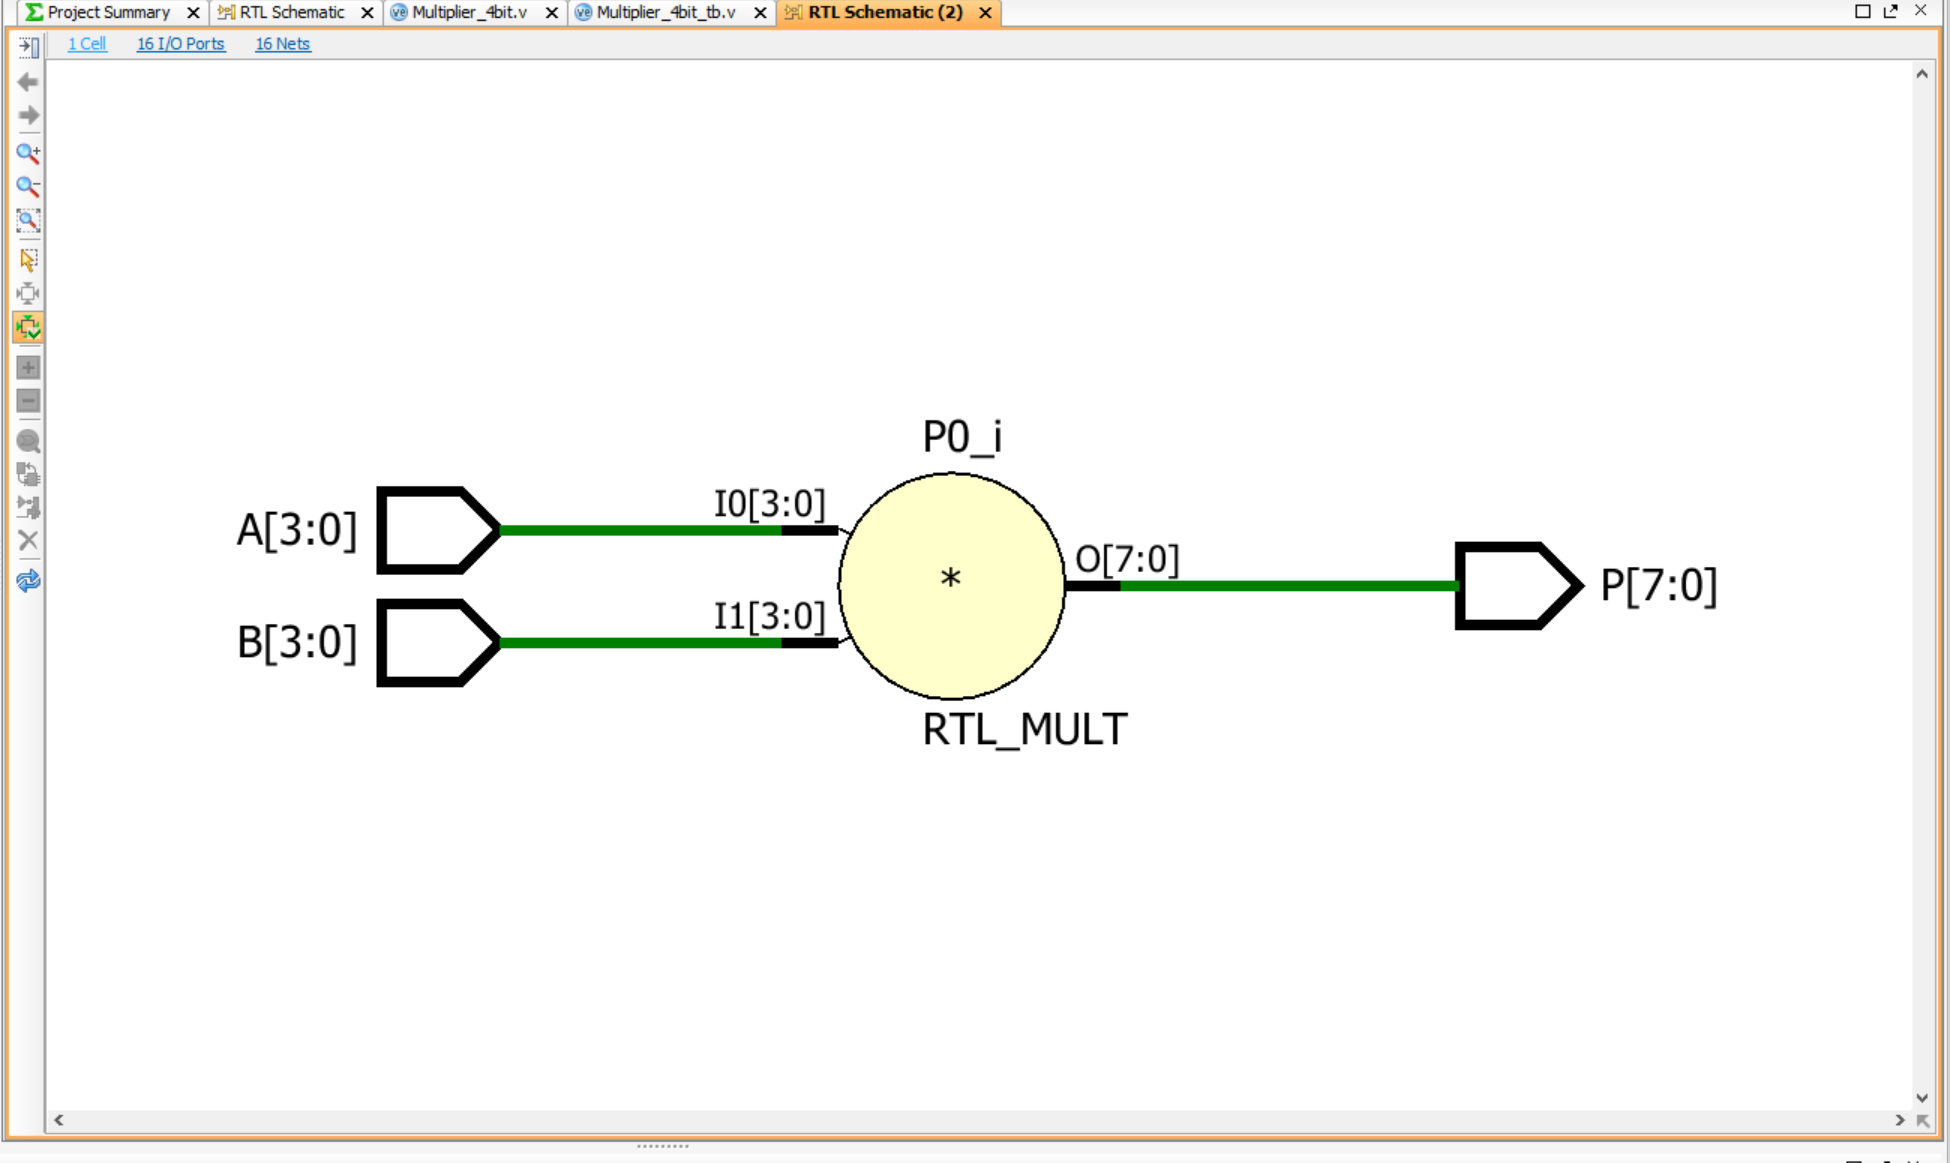 Project Summary
RTL Schematic
Multiplier_4bit.v
Multiplier_4bit_tb.v
RTL Schematic (2)
1 Cell
16 I/O Ports
16 Nets
P0_i
A[3:0]
I0[3:0]
*
O[7:0]
P[7:0]
B[3:0]
I1[3:0]
RTL_MULT